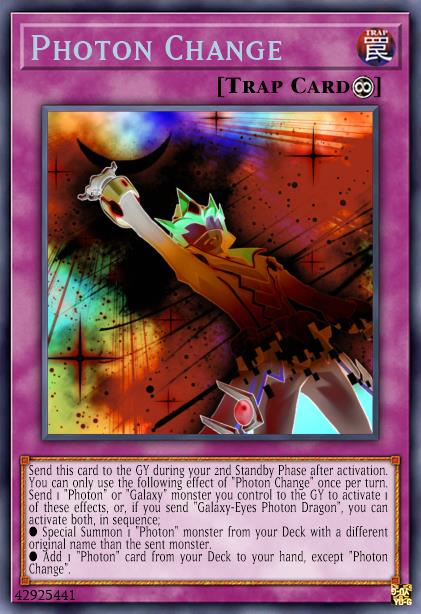 Photon Change
TRAP
罠
[Trap Card]
Send this card to the GY during your 2nd Standby Phase after activation.
You can only use the following effect of "Photon Change" once per turn.
Send 1 "Photon" or "Galaxy" monster you control to the GY to activate 1
of these effects, or, if you send "Galaxy-Eyes Photon Dragon", you can
activate both, in sequence;
● Special Summon 1 "Photon" monster from your Deck with a different
original name than the sent monster.
● Add 1 "Photon" card from your Deck to your hand, except "Photon
Change".
42925441